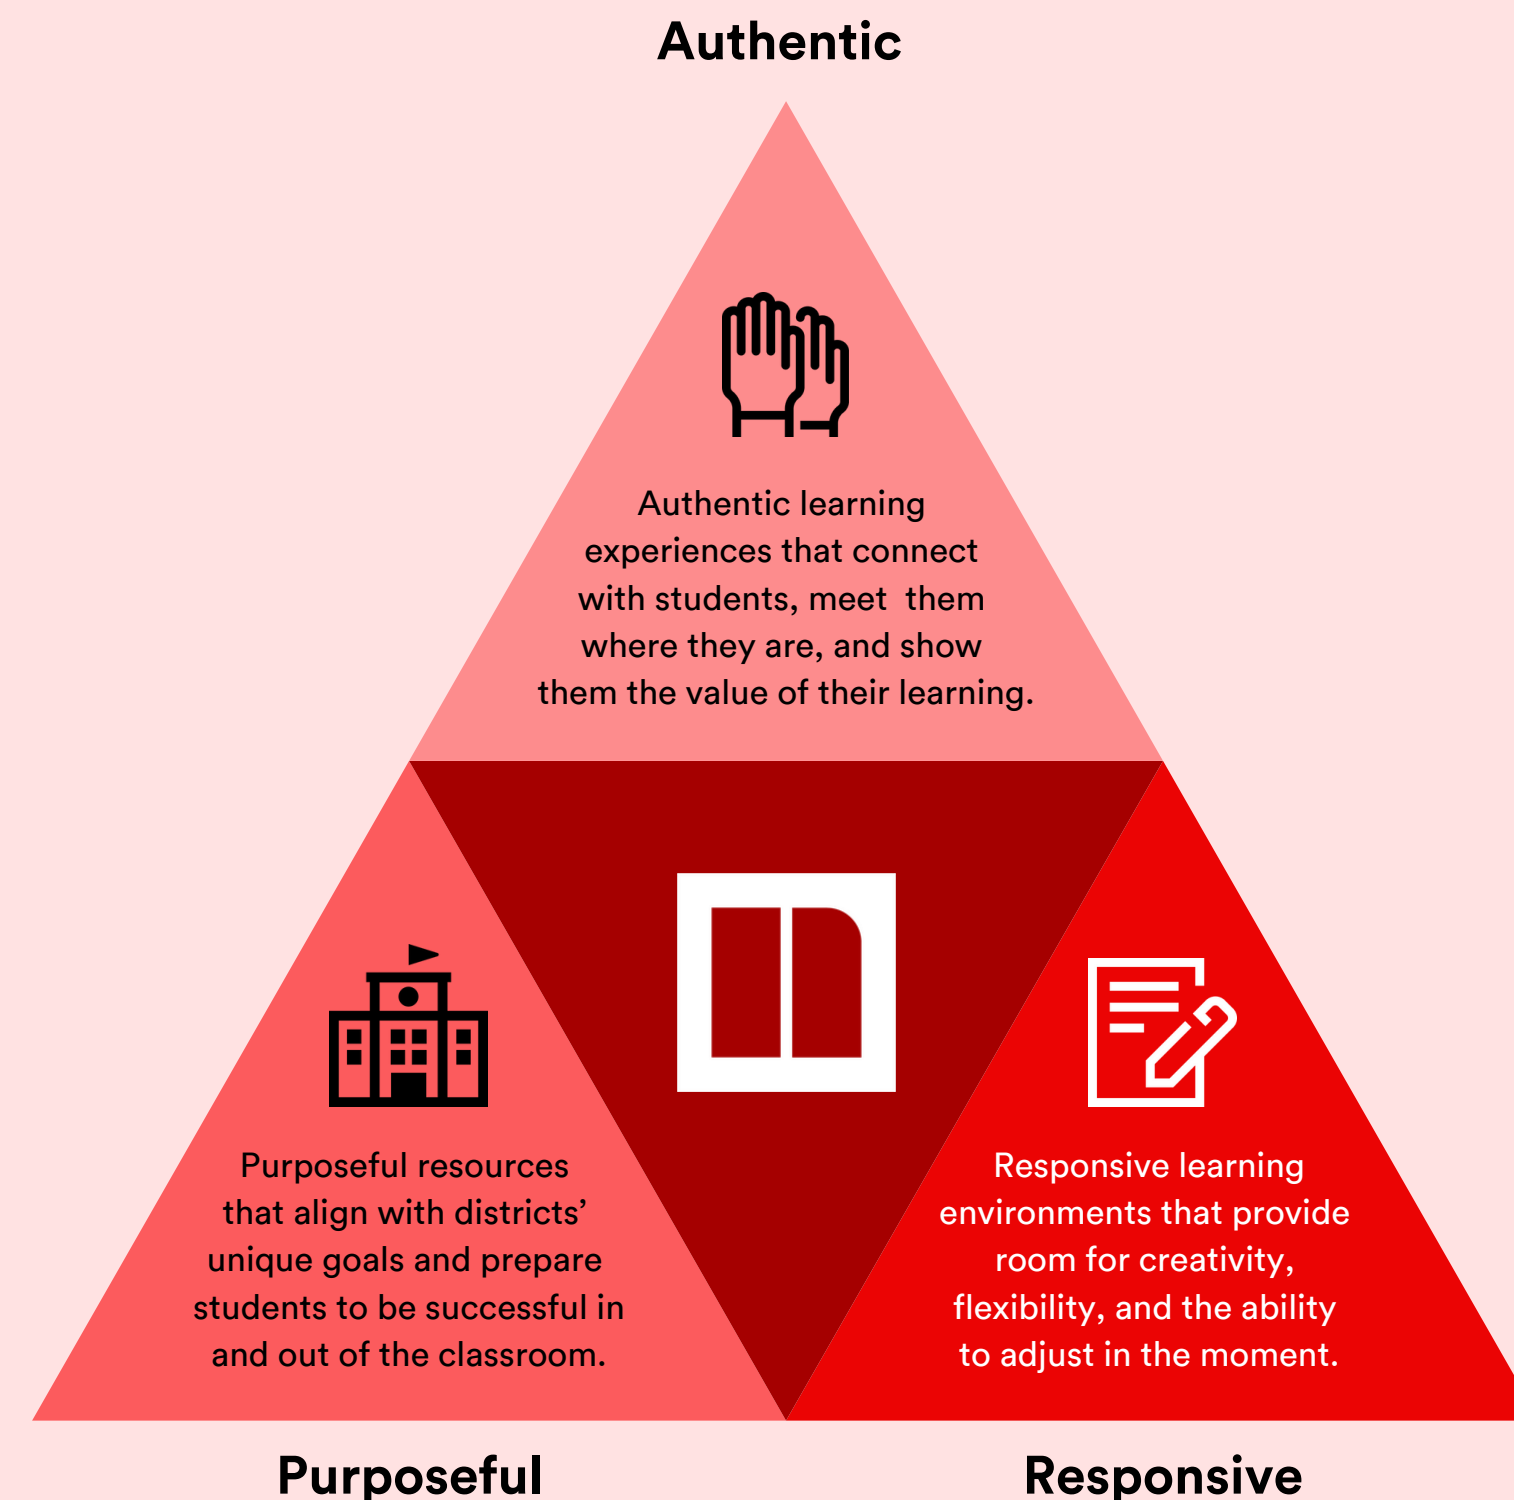 Authentic
Authentic learning
experiences that connect
with students, meet  them
where they are, and show
them the value of their learning.
Purposeful resources
that align with districts’
unique goals and prepare
students to be successful in
and out of the classroom.
Responsive learning
environments that provide
room for creativity,
flexibility, and the ability
to adjust in the moment.
Purposeful
Responsive